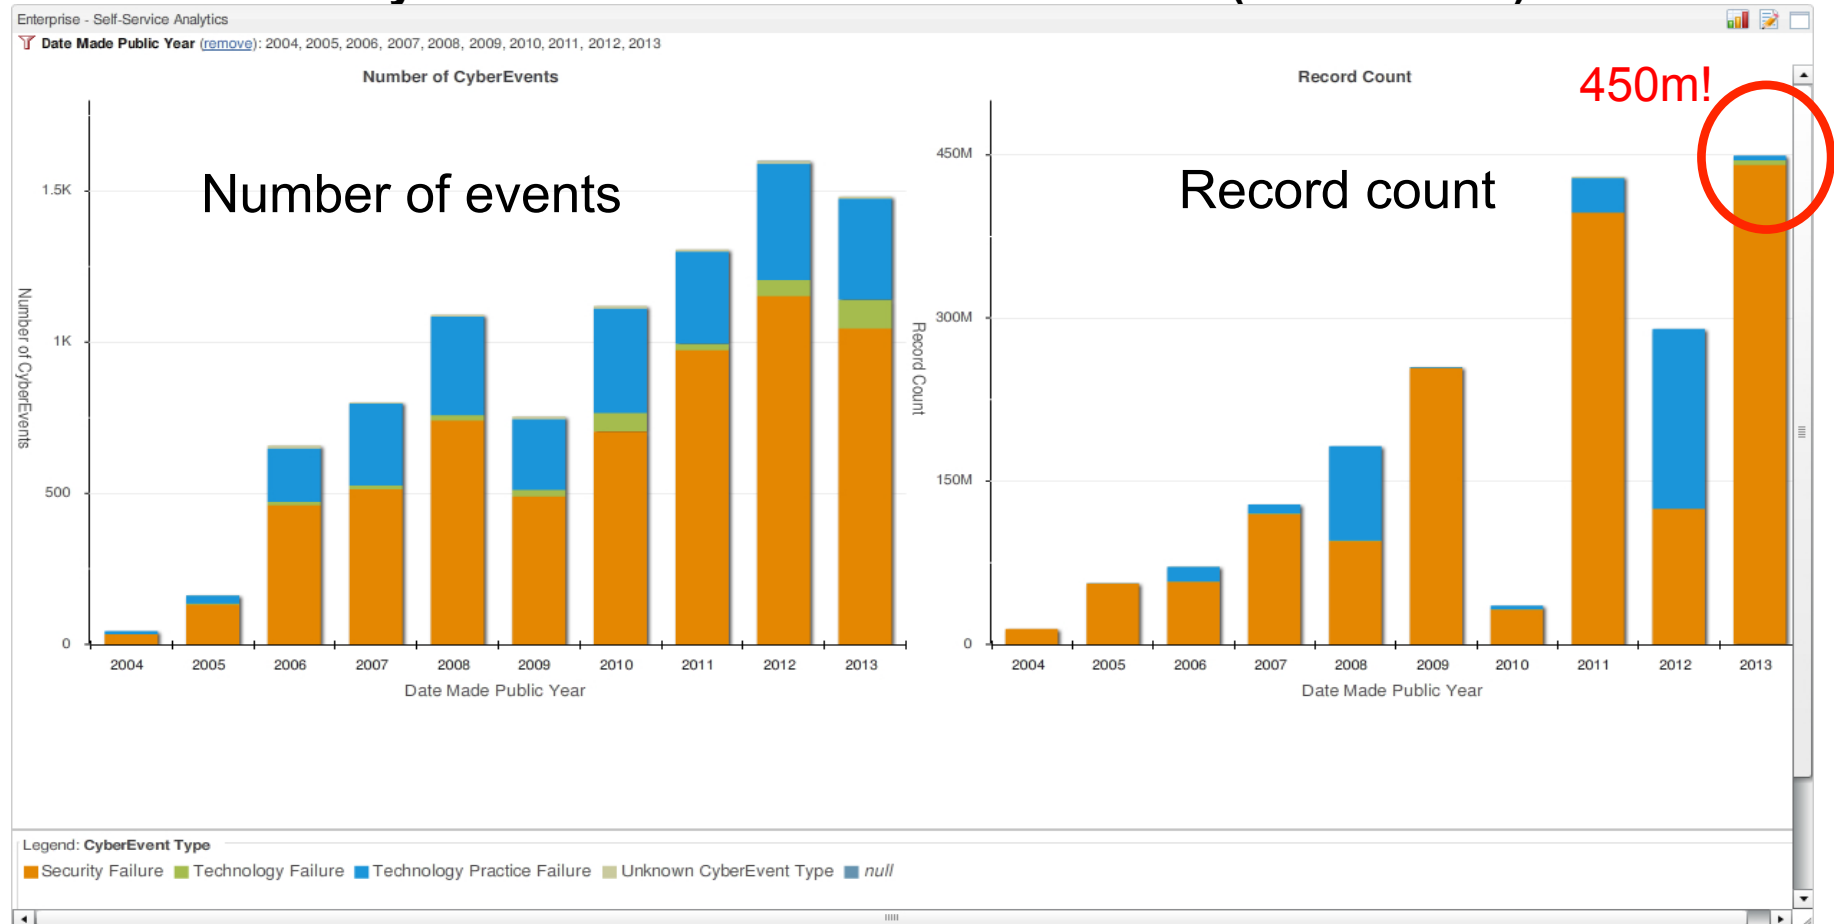 Enterprise - Self-Service Analytics
Date Made Public Year (remove): 2004, 2005, 2006, 2007, 2008, 2009, 2010, 2011, 2012, 2013
Number of CyberEvents
Number of events
1.5K
1K
500
0
Number of CyberEvents
2004 2005 2006 2007 2008 2009 2010 2011 2012 2013
Date Made Public Year
Record Count
450m!
Record count
450M
300M
150M
0
Record Count
2004 2005 2006 2007 2008 2009 2010 2011 2012 2013
Date Made Public Year
Legend: CyberEvent Type
Security Failure Technology Failure Technology Practice Failure Unknown CyberEvent Type null